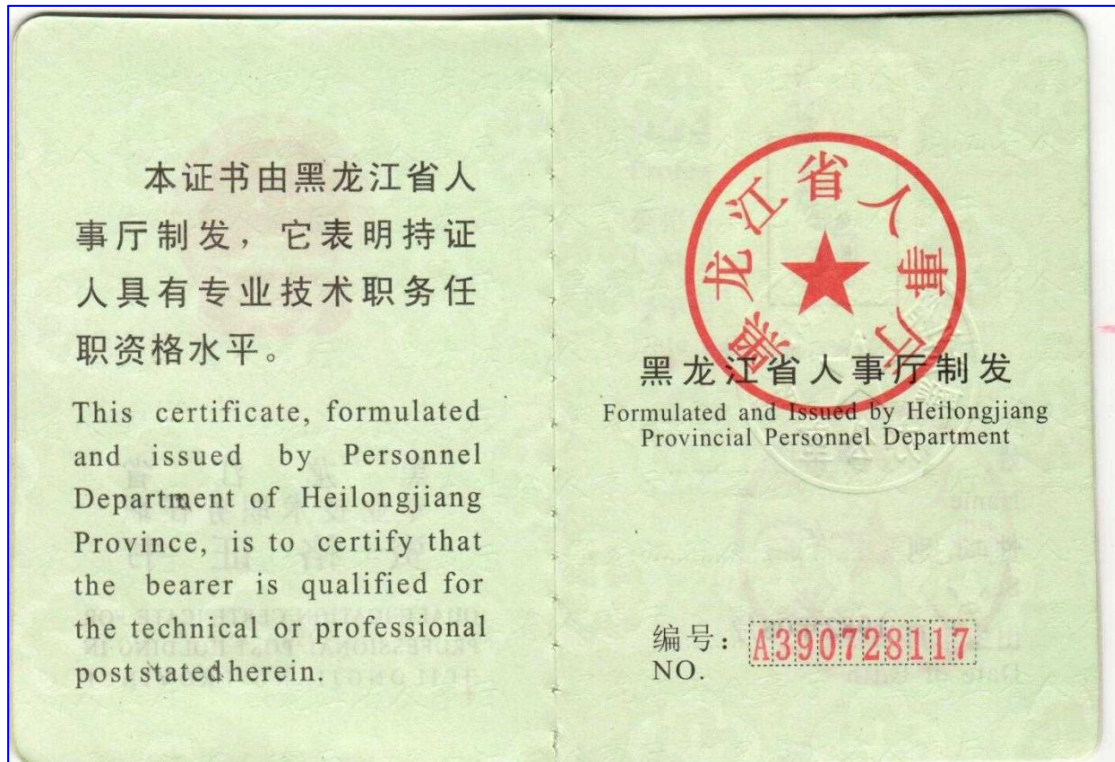 本证书由黑龙江省人
事厅制发，它表明持证
人具有专业技术职务任
职资格水平。
This certificate, formulated
and issued by Personnel
Department of Heilongjiang
Province, is to certify that
the bearer is qualified for
the technical or professional
post stated herein.
黑龙江省人事厅
黑龙江省人事厅制发
Formulated and Issued by Heilongjiang
Provincial Personnel Department
编号：A390728117
NO.